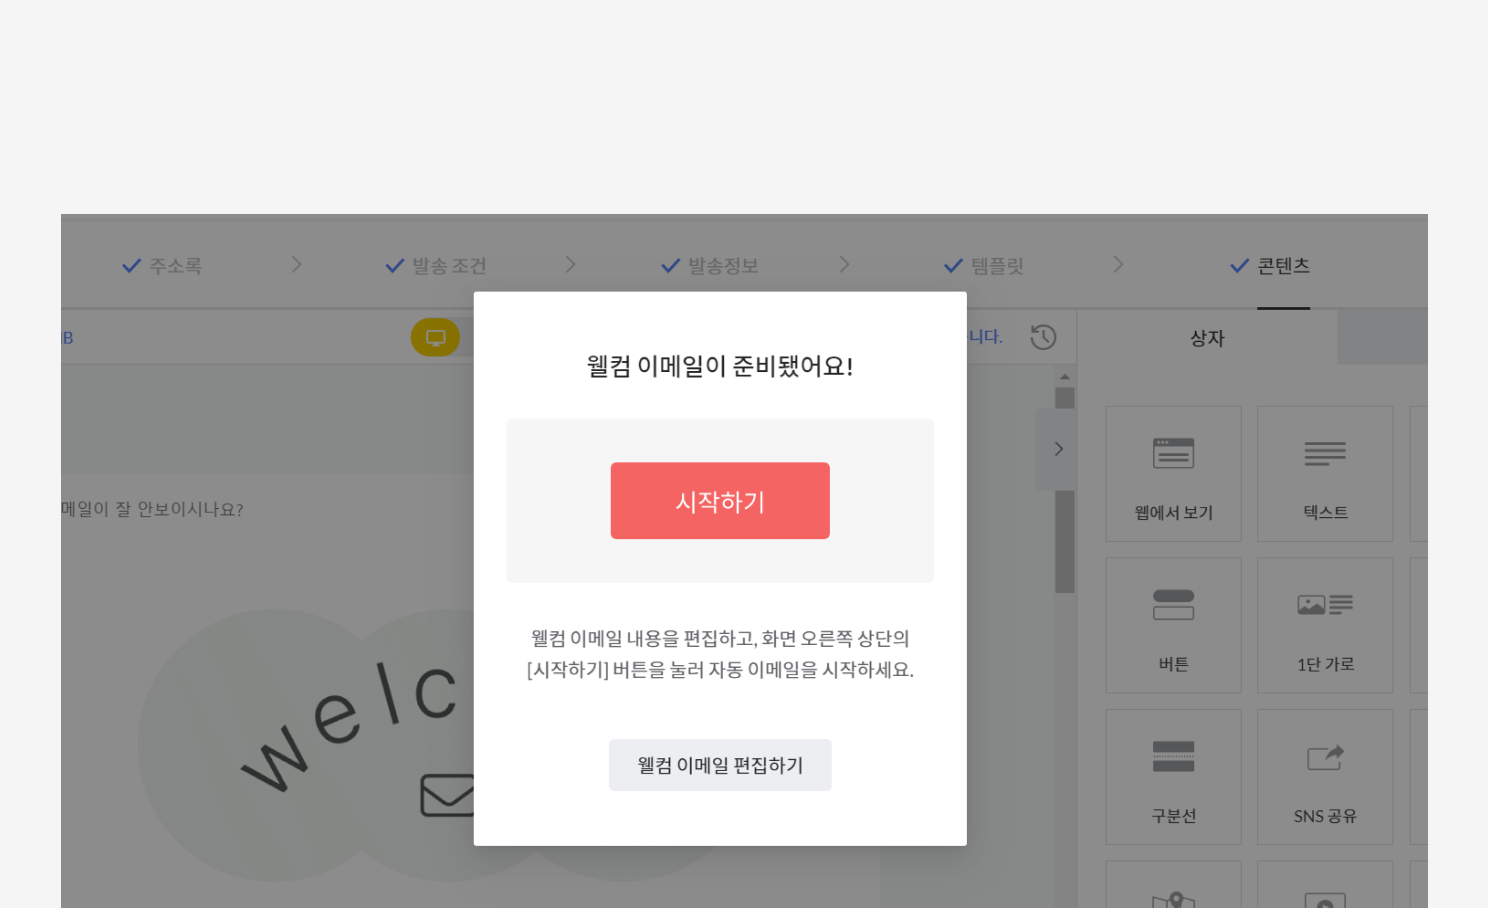 주소록
발송 조건
발송정보
템플릿
콘텐츠
상자
웰컴 이메일이 준비됐어요!
시작하기
웰컴 이메일 내용을 편집하고, 화면 오른쪽 상단의
[시작하기] 버튼을 눌러 자동 이메일을 시작하세요.
웰컴 이메일 편집하기
메일이 잘 안보이시나요?
welc
웹에서 보기
텍스트
버튼
1단 가로
구분선
SNS 공유